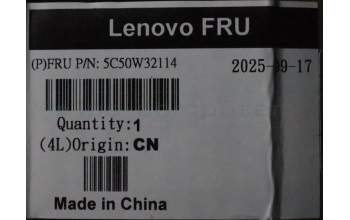 Lenovo FRU
(P)FRU P/N: 5C50W32114
2025-09-17
Quantity:1
(4L)Origin:CN
Made in China